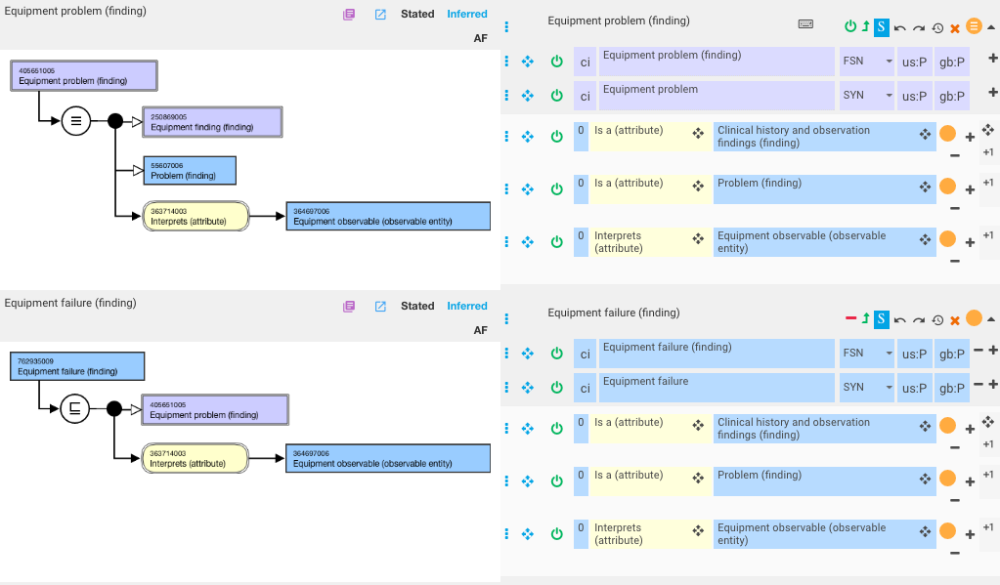 Equipment problem (finding)
Stated
Inferred
AF
405651005
Equipment problem (finding)
250869005
Equipment finding (finding)
55607006
Problem (finding)
363714003
Interprets (attribute)
364697006
Equipment observable (observable entity)
Equipment problem (finding)
S
ci
Equipment problem (finding)
FSN
us:P
gb:P
ci
Equipment problem
SYN
us:P
gb:P
0
Is a (attribute)
Clinical history and observation
findings (finding)
+1
0
Is a (attribute)
Problem (finding)
+1
0
Interprets
(attribute)
Equipment observable (observable
entity)
+1
Equipment failure (finding)
Stated
Inferred
AF
762935009
Equipment failure (finding)
405651005
Equipment problem (finding)
363714003
Interprets (attribute)
364697006
Equipment observable (observable entity)
Equipment failure (finding)
S
ci
Equipment failure (finding)
FSN
us:P
gb:P
ci
Equipment failure
SYN
us:P
gb:P
0
Is a (attribute)
Clinical history and observation
findings (finding)
+1
0
Is a (attribute)
Problem (finding)
+1
0
Interprets
(attribute)
Equipment observable (observable
entity)
+1